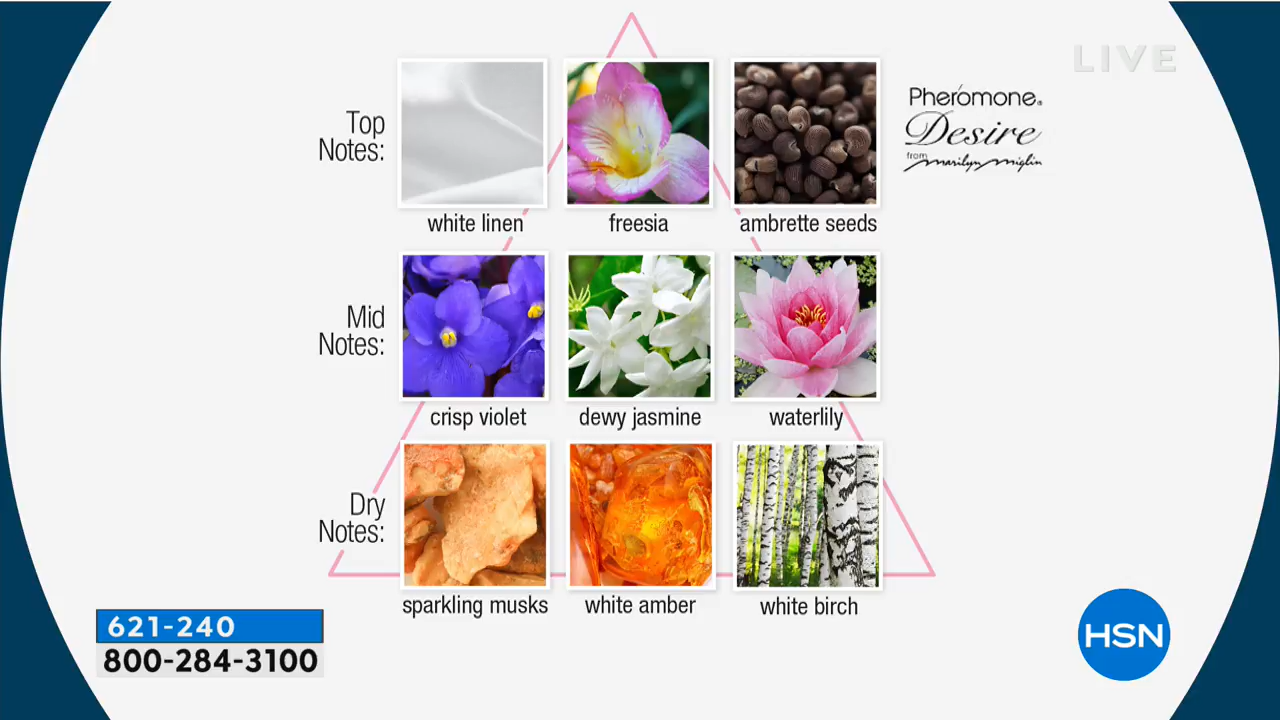 LIVE
Pheromone®
Desire
from marilyn miglin
Top
Notes:
white linen
freesia
ambrette seeds
Mid
Notes:
crisp violet
dewy jasmine
waterlily
Dry
Notes:
sparkling musks
white amber
white birch
621-240
800-284-3100
HSN